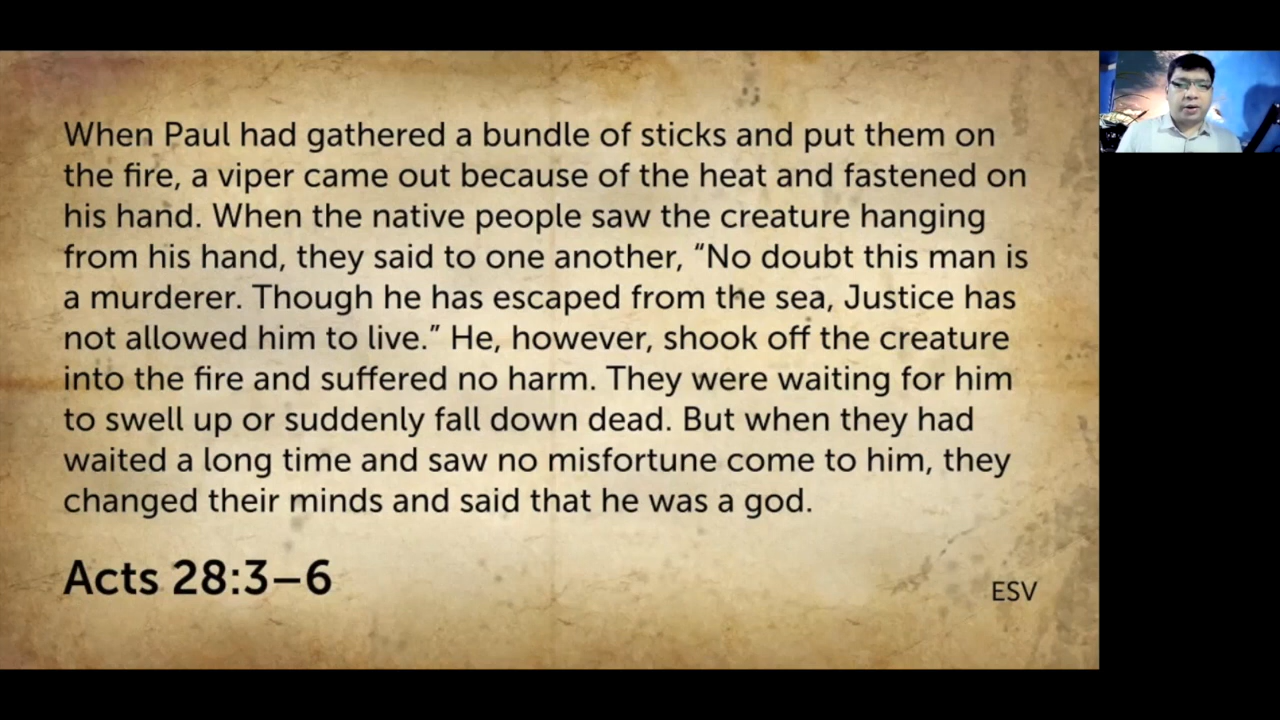 When Paul had gathered a bundle of sticks and put them on
the fire, a viper came out because of the heat and fastened on
his hand. When the native people saw the creature hanging
from his hand, they said to one another, “No doubt this man is
a murderer. Though he has escaped from the sea, Justice has
not allowed him to live.” He, however, shook off the creature
into the fire and suffered no harm. They were waiting for him
to swell up or suddenly fall down dead. But when they had
waited a long time and saw no misfortune come to him, they
changed their minds and said that he was a god.
Acts 28:3–6
ESV